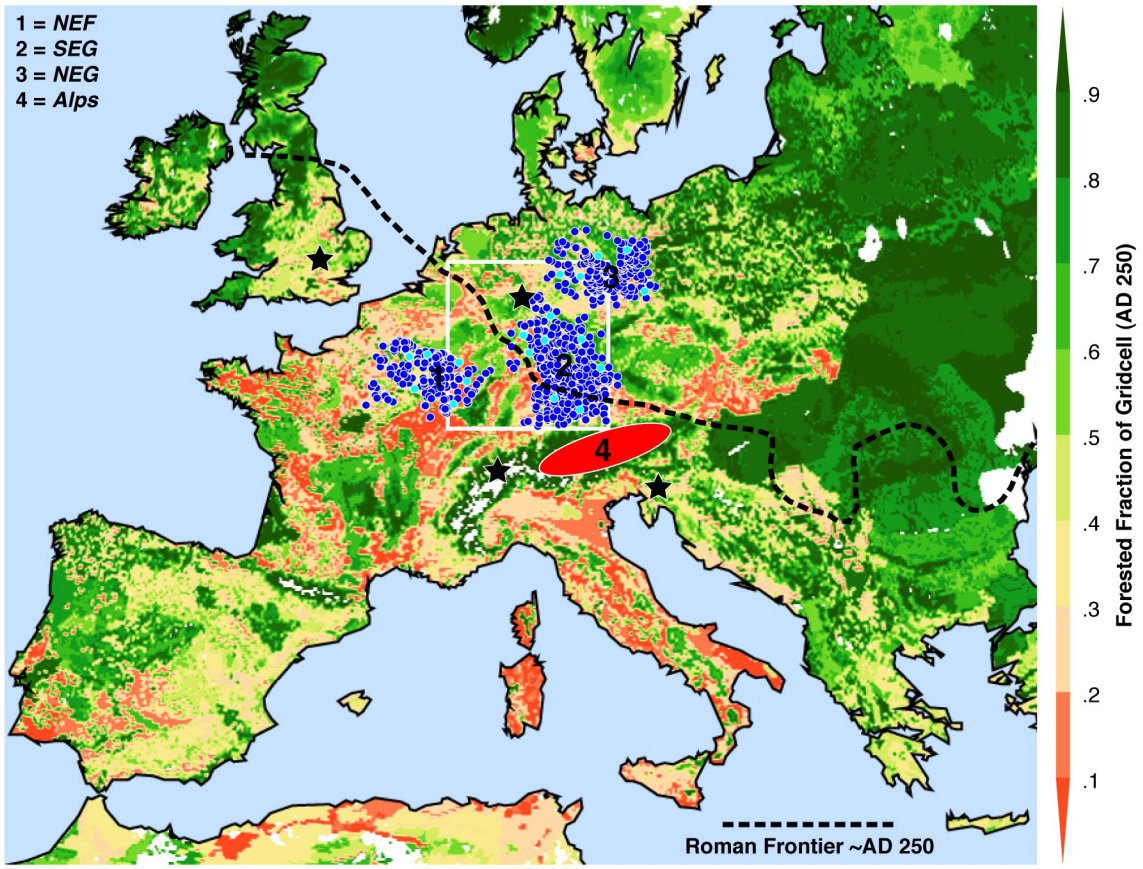 1 = NEF
2 = SEG
3 = NEG
4 = Alps
3
2
1
4
Roman Frontier ~AD 250
.9
.8
.7
.6
.5
.4
.3
.2
.1
Forested Fraction of Gridcell (AD 250)